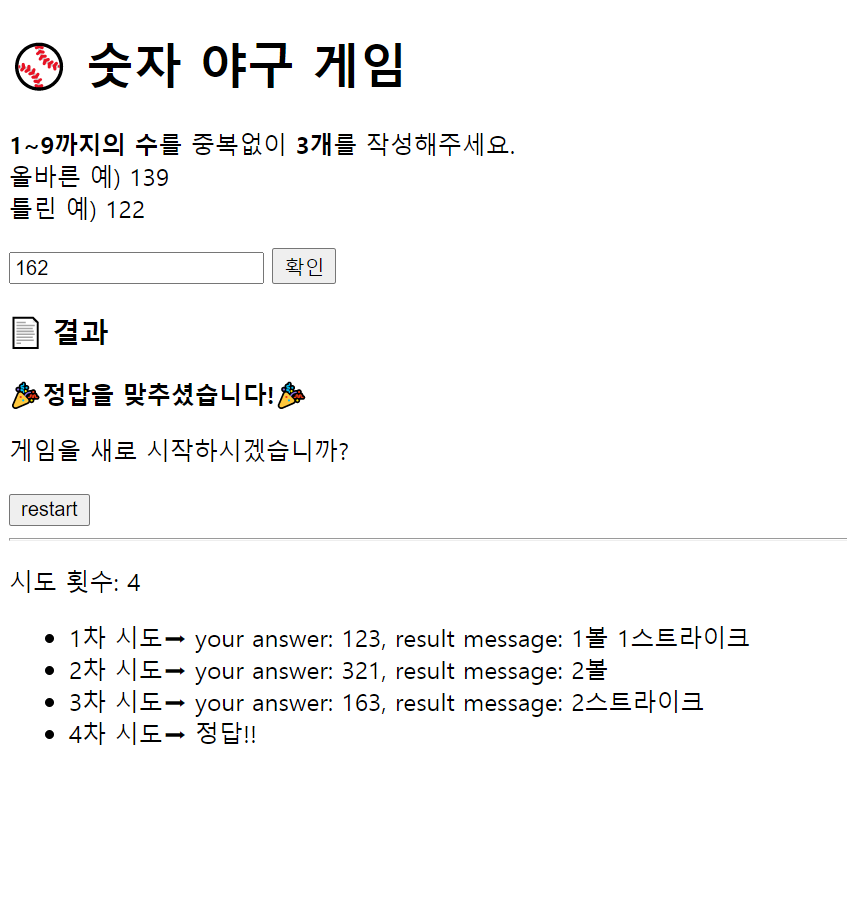 ⚾ 숫자 야구 게임
1~9까지의 수를 중복없이 3개를 작성해주세요.
올바른 예) 139
틀린 예) 122
162 확인
📄 결과
🎉정답을 맞추셨습니다!🎉
게임을 새로 시작하시겠습니까?
restart
시도 횟수: 4
• 1차 시도➡ your answer: 123, result message: 1볼 1스트라이크
• 2차 시도➡ your answer: 321, result message: 2볼
• 3차 시도➡ your answer: 163, result message: 2스트라이크
• 4차 시도➡ 정답!!